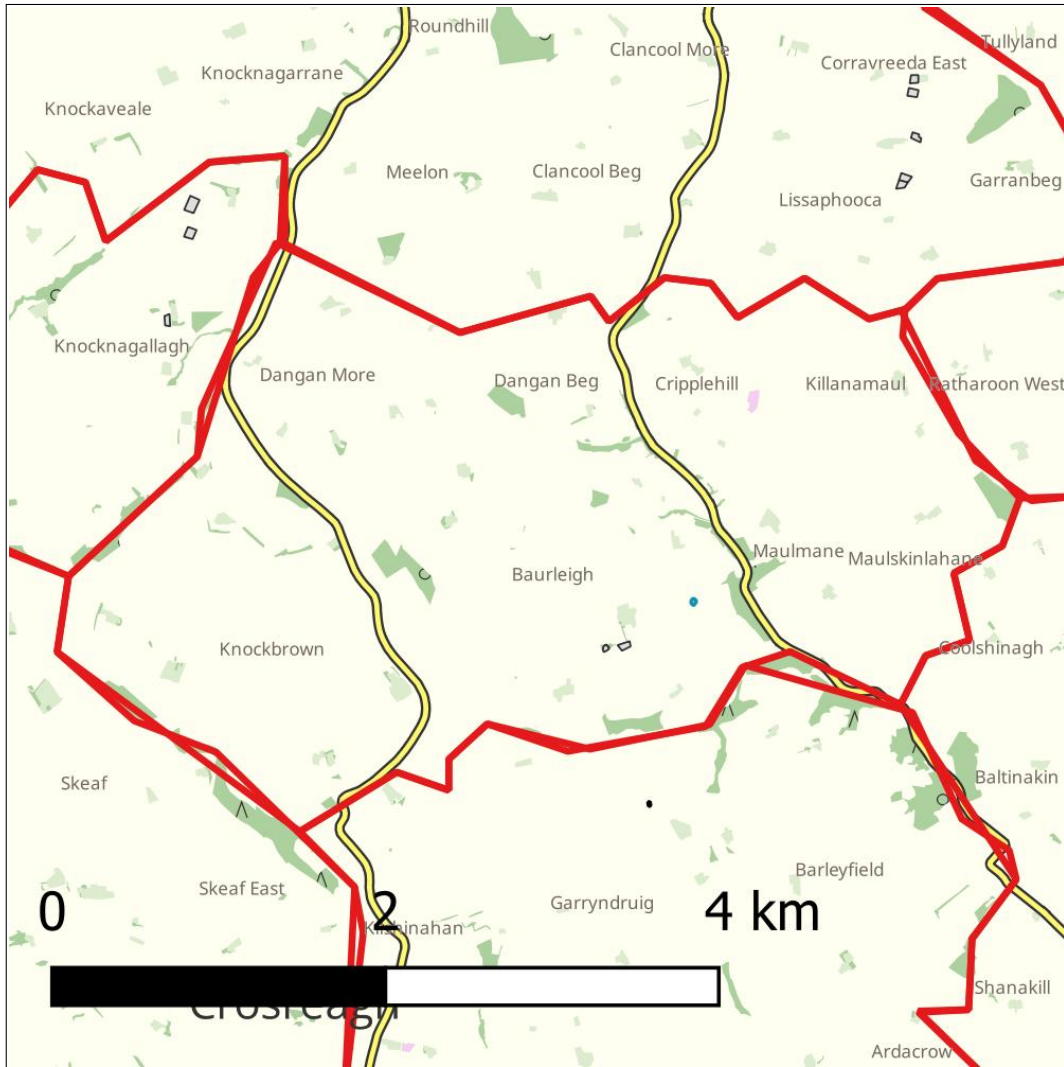 Roundhill
Clancool More
Tullyland
Knocknagarrane
Corravreeda East
Knockaveale
Meelon
Clancool Beg
Lissaphooca
Garranbeg
Knocknagallagh
Dangan More
Dangan Beg
Cripplehill
Killanamaul
Ratharoon West
Baurleigh
Maulmane
Maulskinlahane
Knockbrown
Coolshinagh
Skeaf
Baltinakin
Skeaf East
Barleyfield
Garryndruig
0 2 4 km
Kilshinahan
Shanakill
Crosreagh
Ardacrow